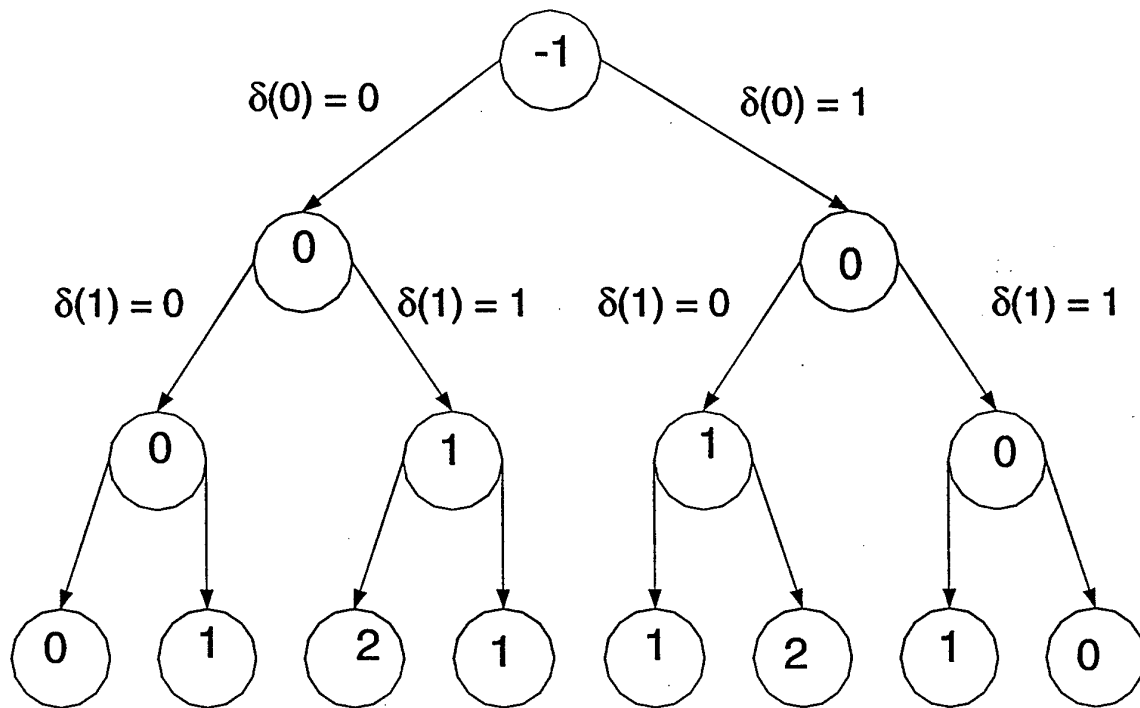 -1
δ(0) = 0 δ(0) = 1
0 0
δ(1) = 0 δ(1) = 1 δ(1) = 0 δ(1) = 1
0 1 1 0
0 1 2 1 1 2 1 0